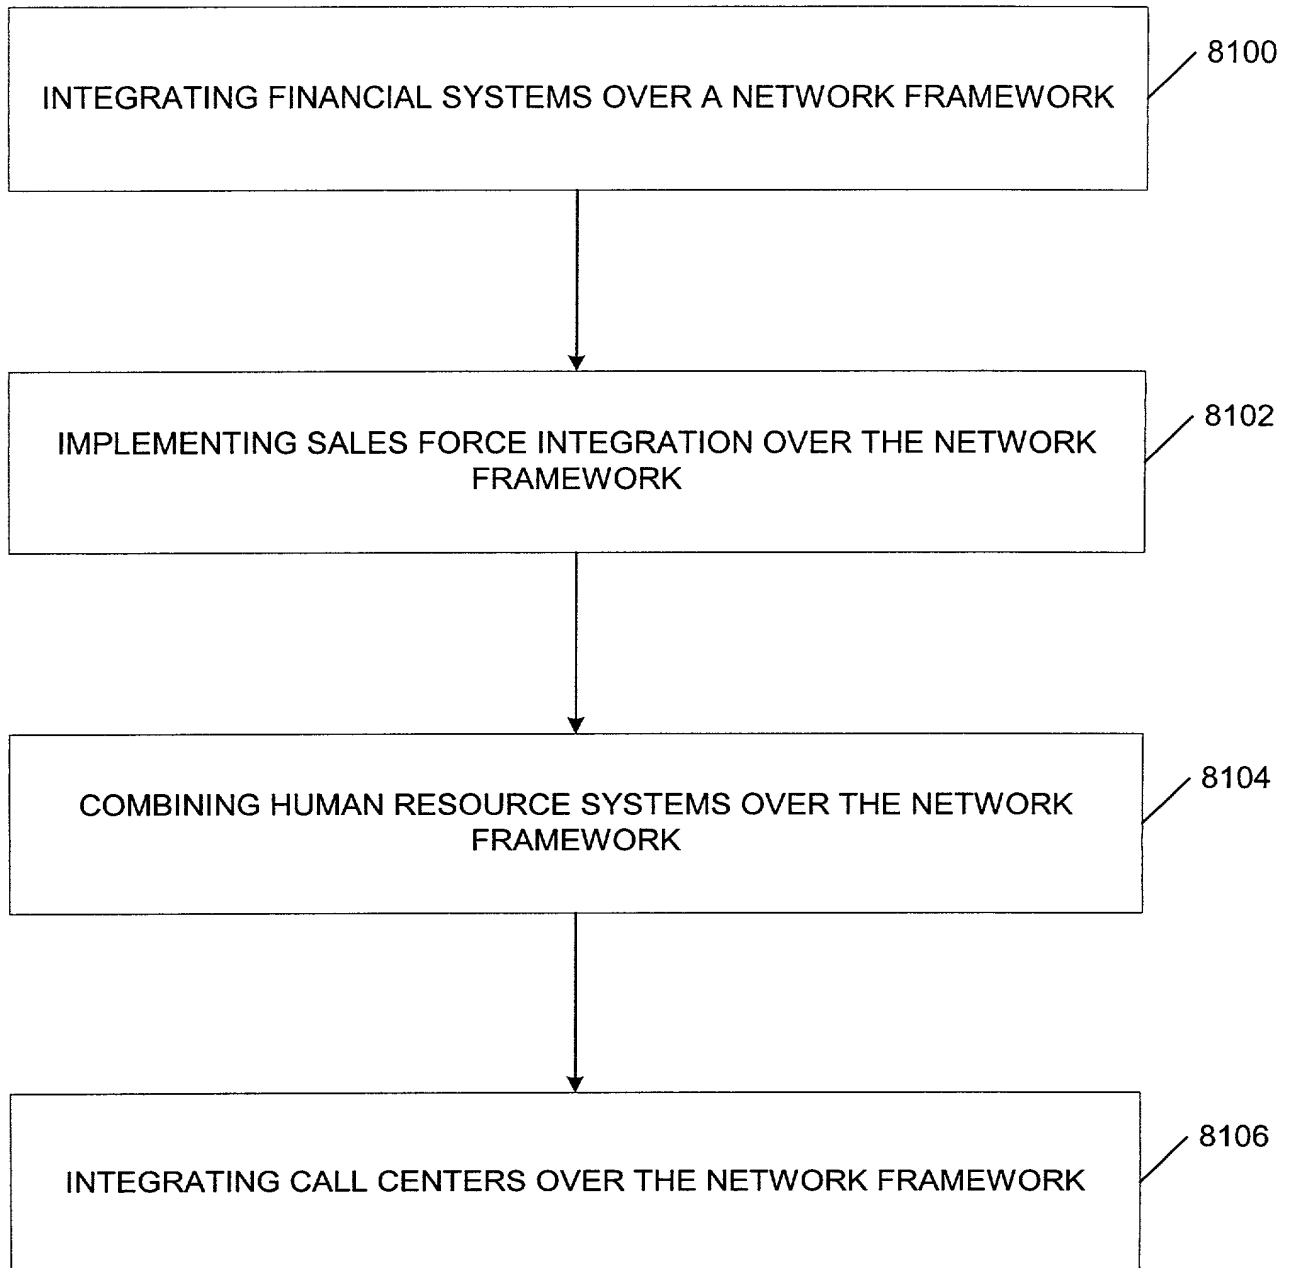 8100
INTEGRATING FINANCIAL SYSTEMS OVER A NETWORK FRAMEWORK
8102
IMPLEMENTING SALES FORCE INTEGRATION OVER THE NETWORK
FRAMEWORK
8104
COMBINING HUMAN RESOURCE SYSTEMS OVER THE NETWORK
FRAMEWORK
8106
INTEGRATING CALL CENTERS OVER THE NETWORK FRAMEWORK